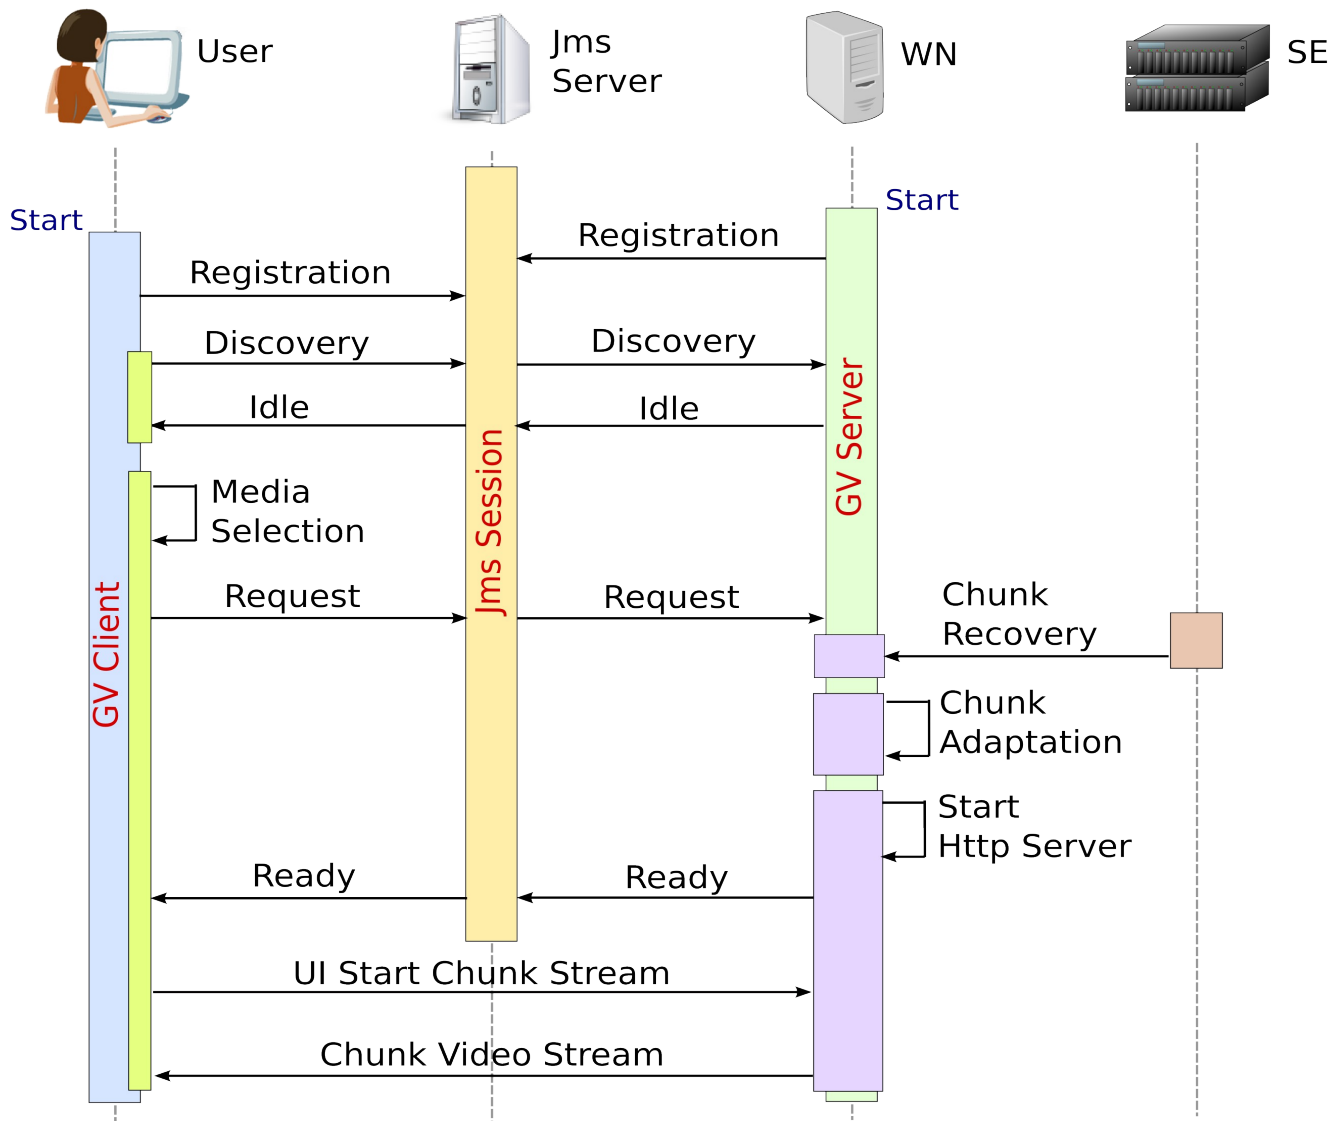 User
Jms
Server
WN
SE
Start
Start
Registration
Registration
Discovery
Discovery
Idle
Idle
GV Server
Jms Session
Media
Selection
GV Client
Request
Request
Chunk
Recovery
Chunk
Adaptation
Start
Http Server
Ready
Ready
UI Start Chunk Stream
Chunk Video Stream